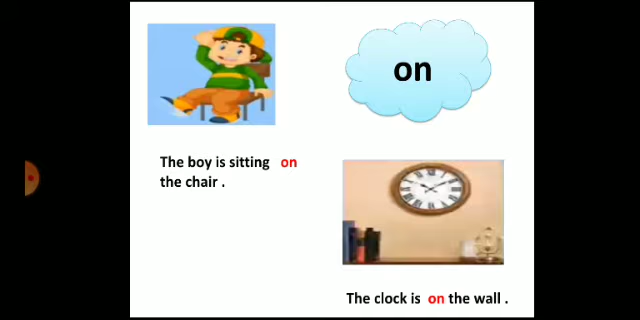 on
The boy is sitting on
the chair .
The clock is on the wall .